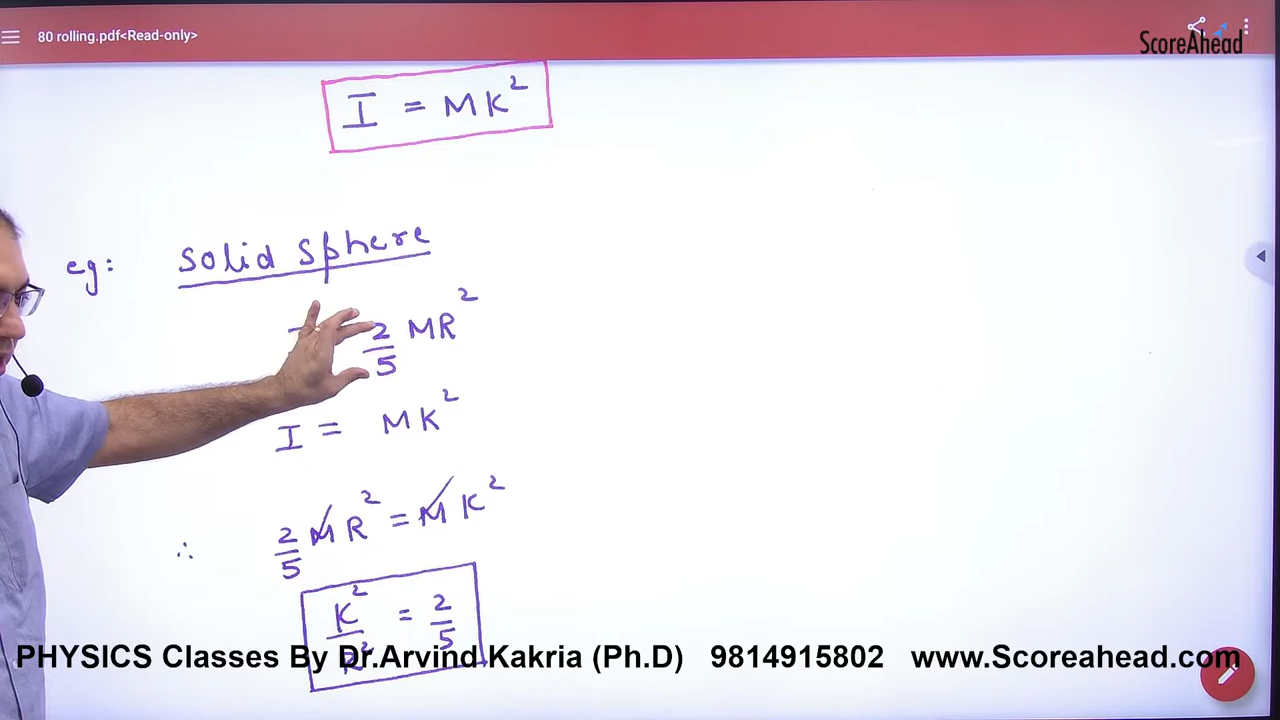 80 rolling.pdf<Read-only>
ScoreAhead
I = MK²
eg: Solid Sphere
2/5 MR²
I = MK²
∴ 2/5 MR² = MK²
K²/R² = 2/5
PHYSICS Classes By Dr.Arvind Kakria (Ph.D) 9814915802 www.Scoreahead.com